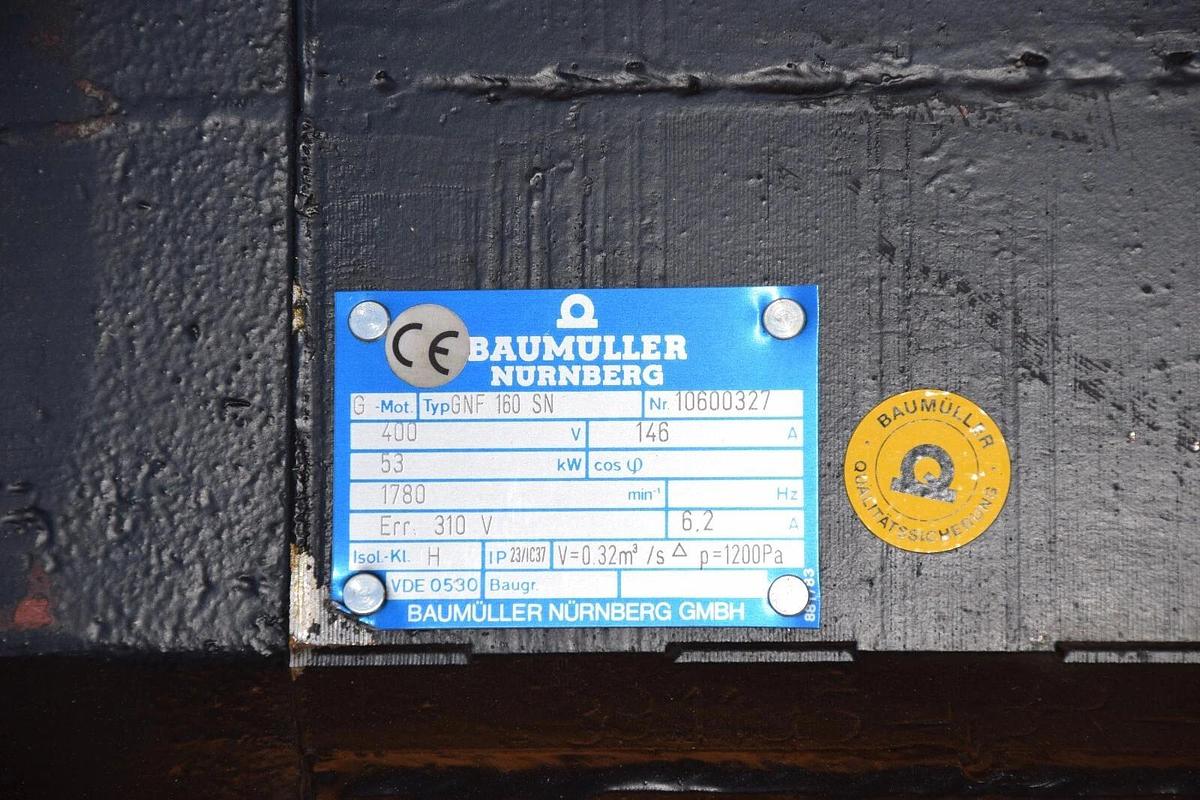 CE BAUMÜLLER
NÜRNBERG
G -Mot. Typ GNF 160 SN Nr. 10600327
400 V 146 A
53 kW cos φ
1780 min⁻¹ Hz
Err. 310 V 6.2 A
Isol.-Kl. H IP 23/IC37 V=0.32m³/s △ p=1200Pa
VDE 0530 Baugr.
BAUMÜLLER NÜRNBERG GMBH
BAUMÜLLER
QUALITÄTSSICHERUNG